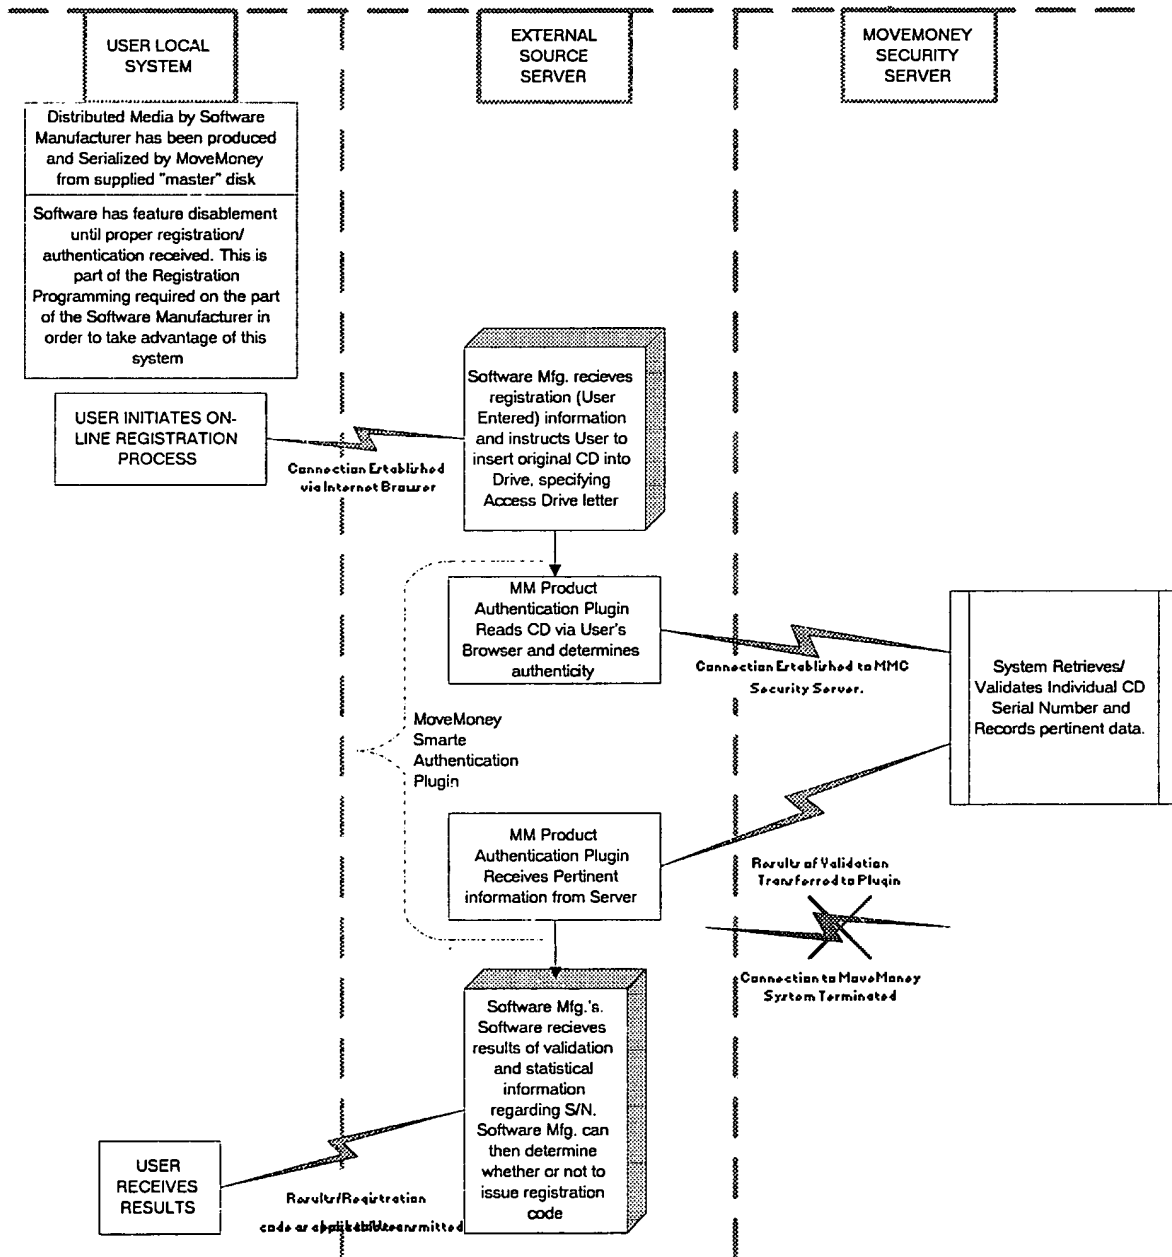 USER LOCAL
SYSTEM
EXTERNAL
SOURCE
SERVER
MOVEMONEY
SECURITY
SERVER
Distributed Media by Software
Manufacturer has been produced
and Serialized by MoveMoney
from supplied "master" disk
Software has feature disablement
until proper registration/
authentication received. This is
part of the Registration
Programming required on the part
of the Software Manufacturer in
order to take advantage of this
system
USER INITIATES ON-
LINE REGISTRATION
PROCESS
Connection Established
via Internet Browser
Software Mfg. recieves
registration (User
Entered) information
and instructs User to
insert original CD into
Drive, specifying
Access Drive letter
MM Product
Authentication Plugin
Reads CD via User's
Browser and determines
authenticity
Connection Established to MMC
Security Server.
System Retrieves/
Validates Individual CD
Serial Number and
Records pertinent data.
MoveMoney
Smarte
Authentication
Plugin
MM Product
Authentication Plugin
Receives Pertinent
information from Server
Results of Validation
Transferred to Plugin
Connection to MoveMoney
System Terminated
Software Mfg.'s.
Software recieves
results of validation
and statistical
information
regarding S/N.
Software Mfg. can
then determine
whether or not to
issue registration
code
USER
RECEIVES
RESULTS
Results/Registration
code as transmitted